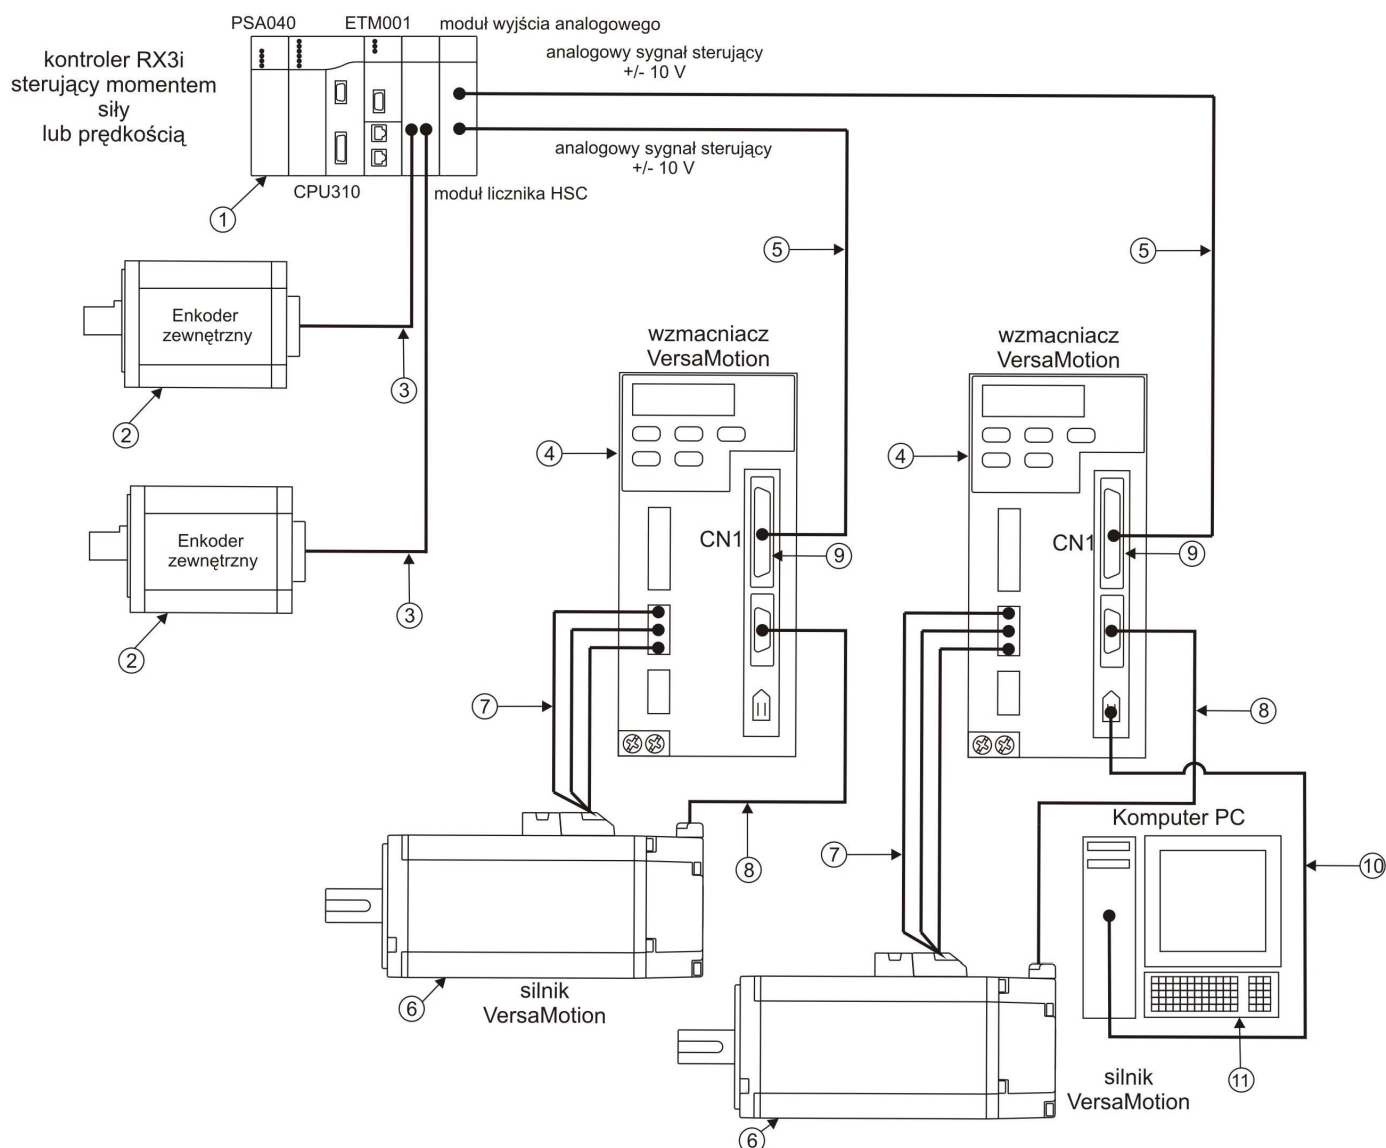 PSA040
ETM001
moduł wyjścia analogowego
kontroler RX3i
sterujący momentem
siły
lub prędkością
analogowy sygnał sterujący
+/- 10 V
analogowy sygnał sterujący
+/- 10 V
CPU310
moduł licznika HSC
1
5
5
Enkoder
zewnętrzny
3
2
wzmacniacz
VersaMotion
wzmacniacz
VersaMotion
4
4
CN1
9
CN1
9
Enkoder
zewnętrzny
3
2
7
8
Komputer PC
8
7
10
6
silnik
VersaMotion
11
silnik
VersaMotion
6